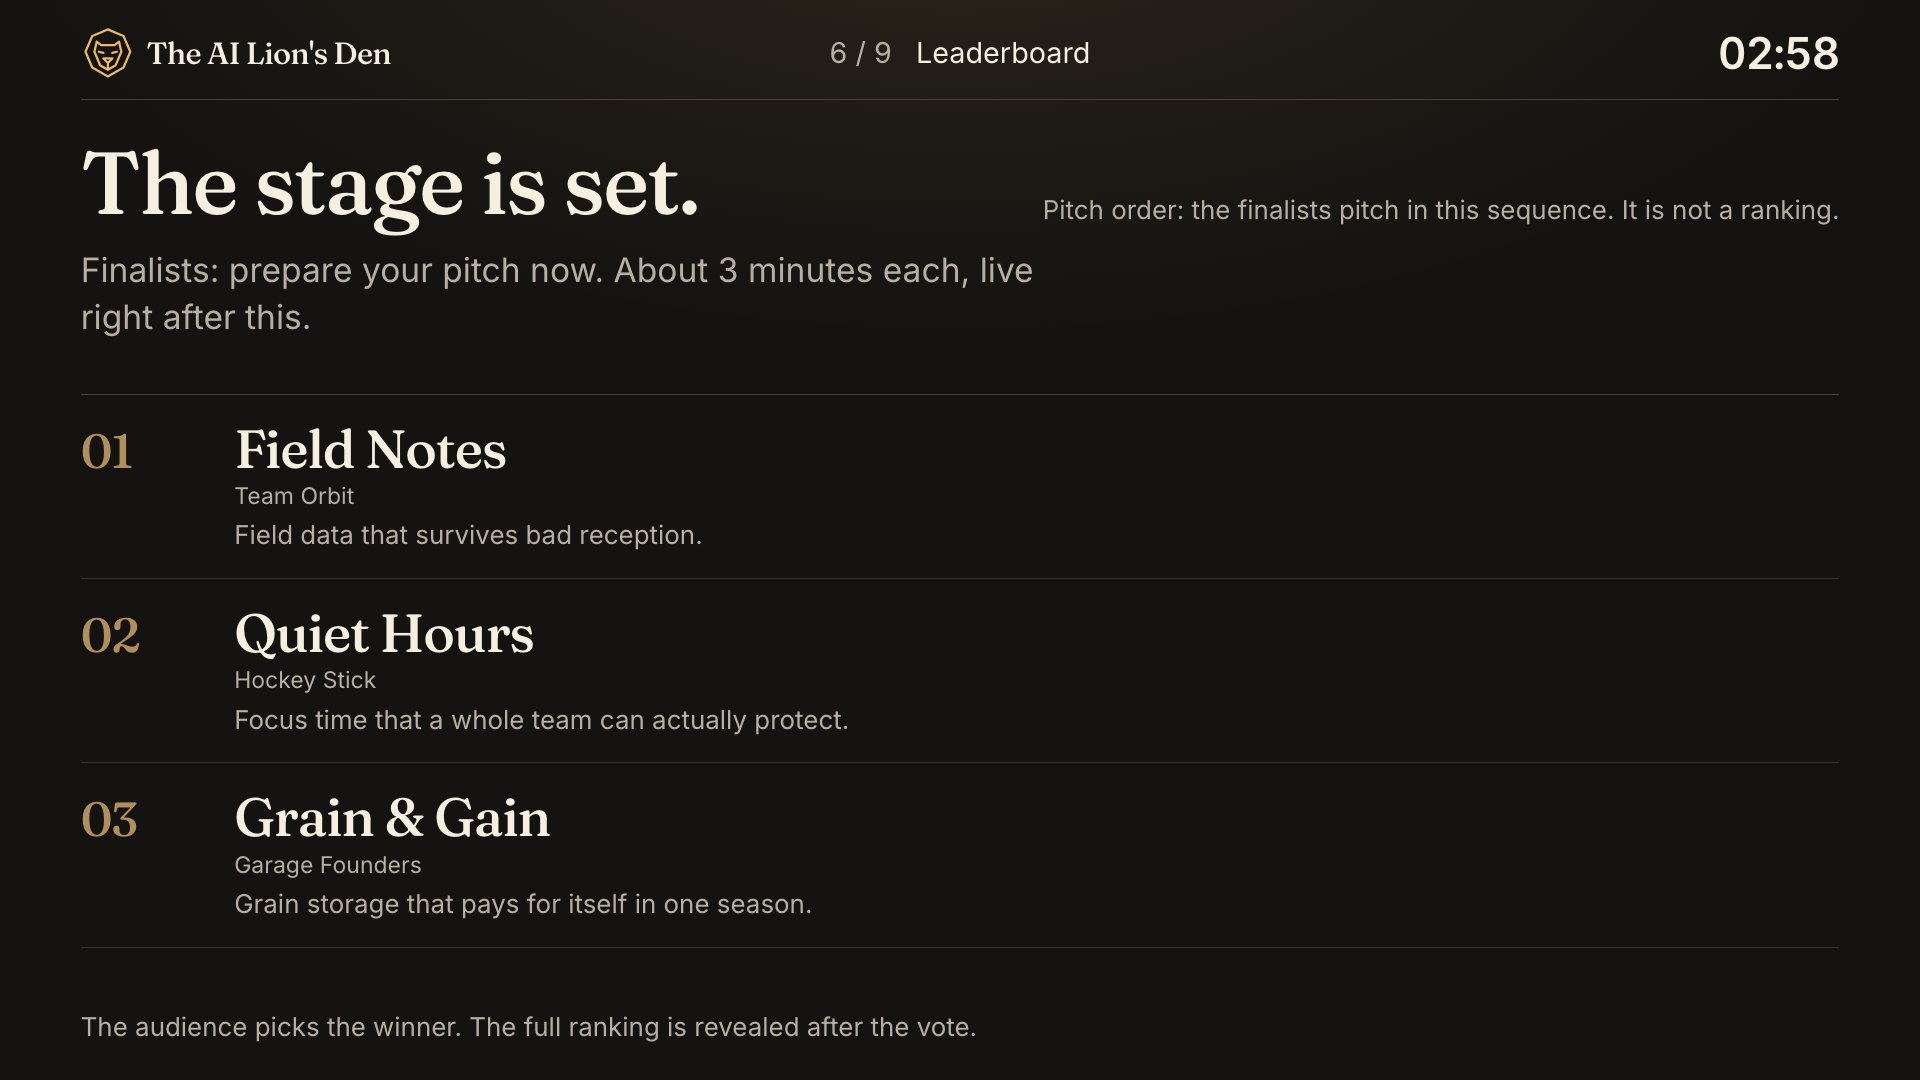 The AI Lion's Den
6 / 9 Leaderboard
02:58
The stage is set.
Pitch order: the finalists pitch in this sequence. It is not a ranking.
Finalists: prepare your pitch now. About 3 minutes each, live
right after this.
01
Field Notes
Team Orbit
Field data that survives bad reception.
02
Quiet Hours
Hockey Stick
Focus time that a whole team can actually protect.
03
Grain & Gain
Garage Founders
Grain storage that pays for itself in one season.
The audience picks the winner. The full ranking is revealed after the vote.